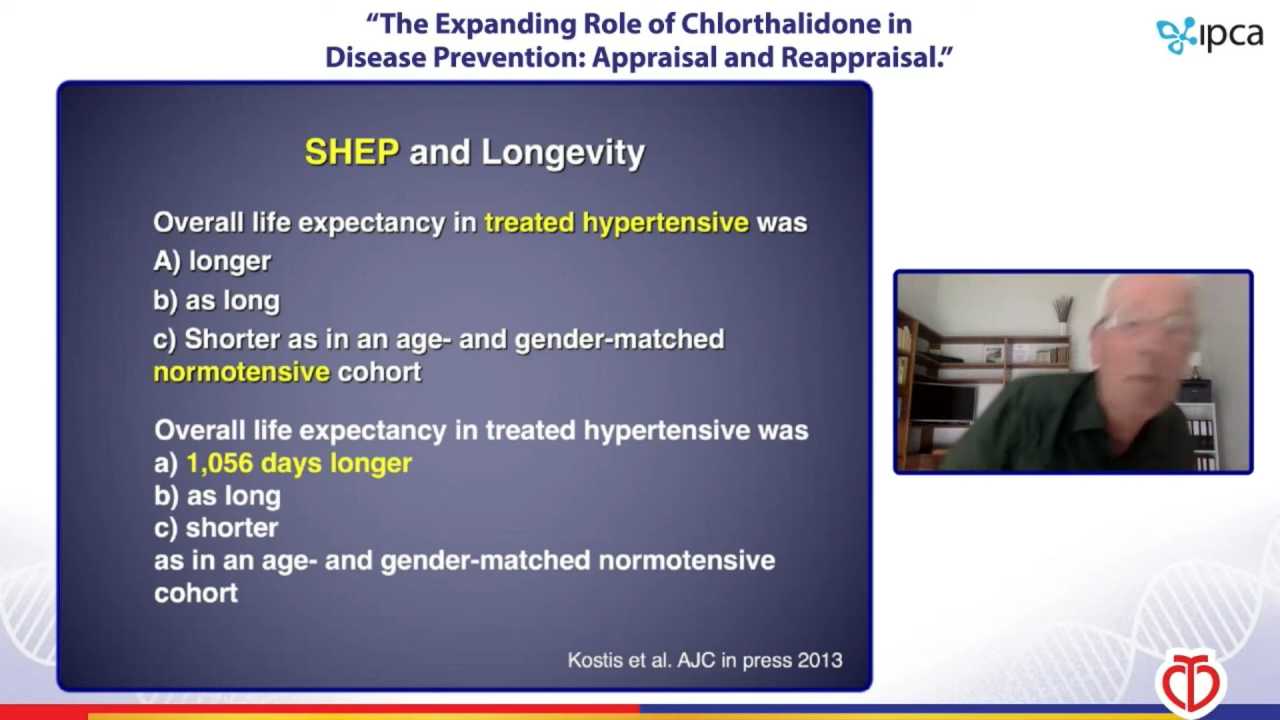 “The Expanding Role of Chlorthalidone in
Disease Prevention: Appraisal and Reappraisal.”
ipca
SHEP and Longevity
Overall life expectancy in treated hypertensive was
A) longer
b) as long
c) Shorter as in an age- and gender-matched
normotensive cohort
Overall life expectancy in treated hypertensive was
a) 1,056 days longer
b) as long
c) shorter
as in an age- and gender-matched normotensive
cohort
Kostis et al. AJC in press 2013